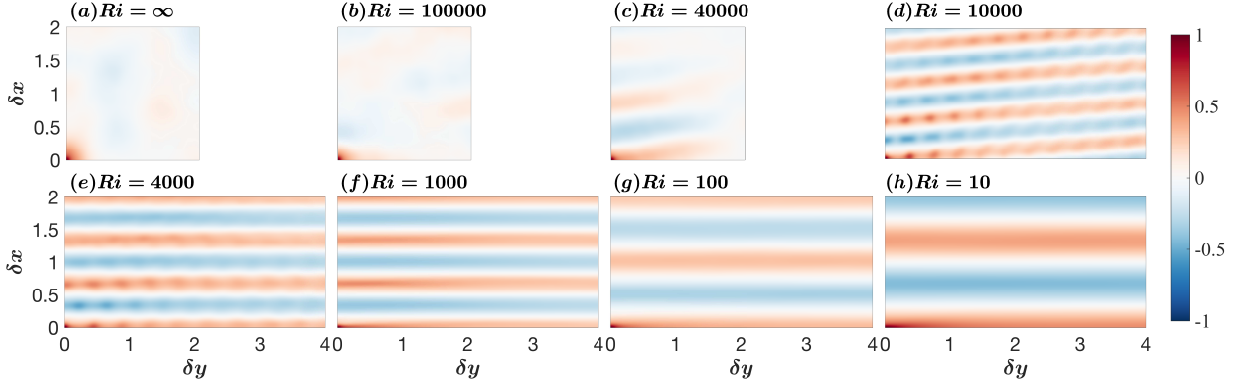 (a)Ri = ∞ (b)Ri = 100000 (c)Ri = 40000 (d)Ri = 10000
2
1.5
1
0.5
0
δx
1
0.5
0
-0.5
-1
(e)Ri = 4000 (f)Ri = 1000 (g)Ri = 100 (h)Ri = 10
2
1.5
1
0.5
0
δx
0 1 2 3 4 0 1 2 3 4 0 1 2 3 4 0 1 2 3 4
δy δy δy δy